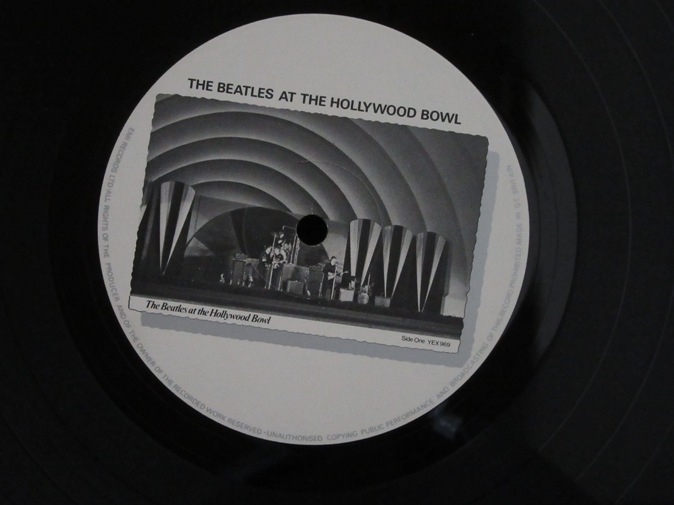 THE BEATLES AT THE HOLLYWOOD BOWL
The Beatles at the Hollywood Bowl
Side One YEX 969
EMI RECORDS LTD ALL RIGHTS OF THE PRODUCER AND OF THE OWNER OF THE RECORDED WORK RESERVED · UNAUTHORISED COPYING PUBLIC PERFORMANCE AND BROADCASTING OF THIS RECORD PROHIBITED MADE IN